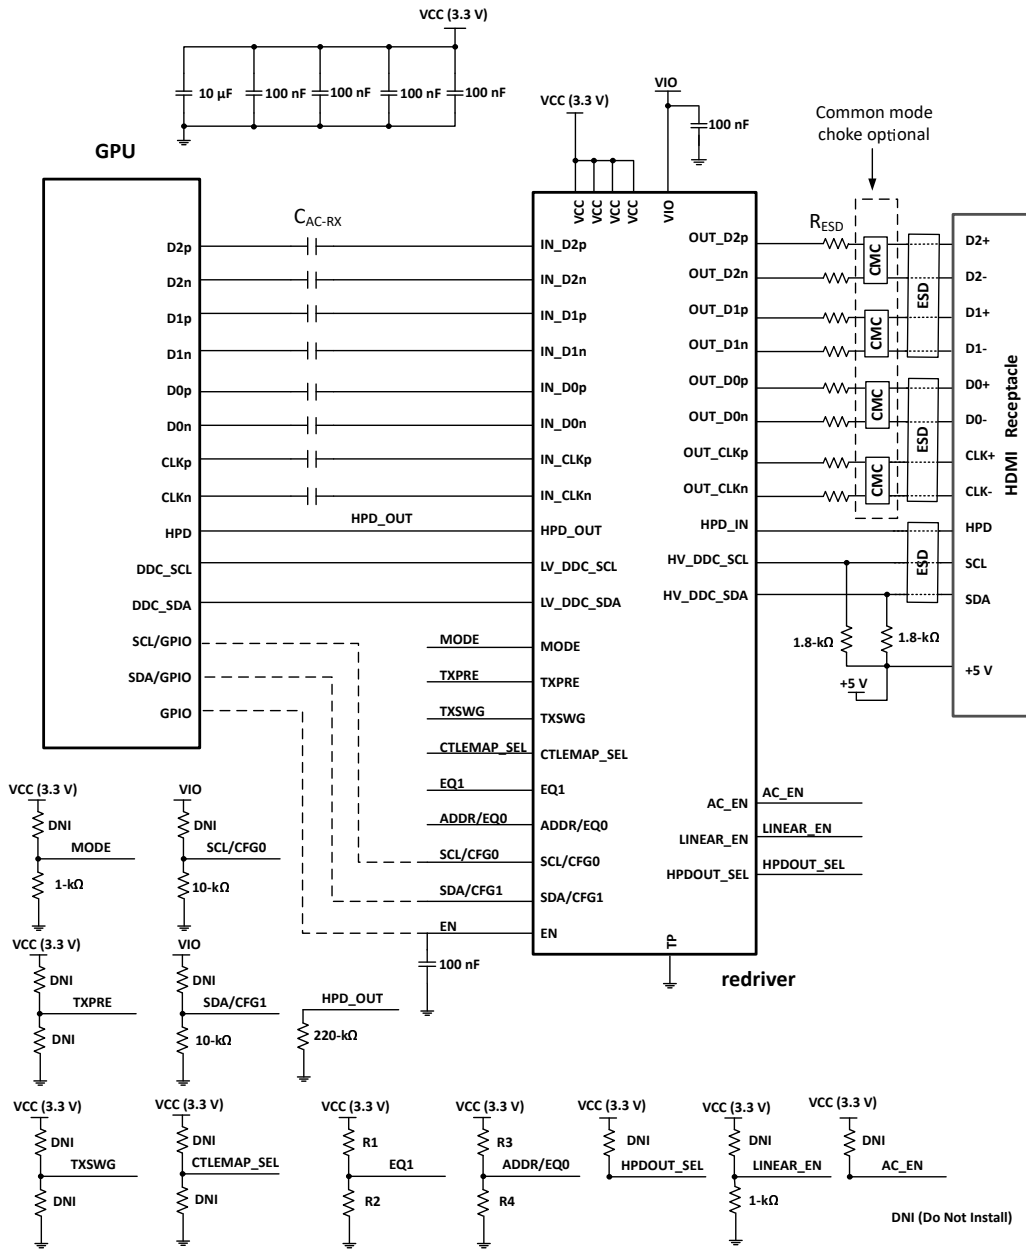 VCC (3.3 V)
10 µF
100 nF
100 nF
100 nF
100 nF
VCC (3.3 V)
VIO
100 nF
Common mode
choke optional
GPU
C AC-RX
R ESD
VCC
VCC
VCC
VCC
VIO
D2p
IN_D2p
OUT_D2p
CMC
D2+
D2n
IN_D2n
OUT_D2n
ESD
D2-
D1p
IN_D1p
OUT_D1p
CMC
D1+
D1n
IN_D1n
OUT_D1n
D1-
D0p
IN_D0p
OUT_D0p
CMC
D0+
D0n
IN_D0n
OUT_D0n
ESD
D0-
CLKp
IN_CLKp
OUT_CLKp
CMC
CLK+
CLKn
IN_CLKn
OUT_CLKn
CLK-
HDMI Receptacle
HPD
HPD_OUT
HPD_OUT
HPD_IN
HPD
DDC_SCL
LV_DDC_SCL
HV_DDC_SCL
ESD
SCL
DDC_SDA
LV_DDC_SDA
HV_DDC_SDA
SDA
SCL/GPIO
MODE
MODE
1.8-kΩ
1.8-kΩ
SDA/GPIO
TXPRE
TXPRE
+5 V
+5 V
GPIO
TXSWG
TXSWG
CTLEMAP_SEL
CTLEMAP_SEL
EQ1
EQ1
AC_EN
AC_EN
ADDR/EQ0
ADDR/EQ0
LINEAR_EN
LINEAR_EN
SCL/CFG0
SCL/CFG0
HPDOUT_SEL
HPDOUT_SEL
SDA/CFG1
SDA/CFG1
EN
EN
TP
100 nF
redriver
VCC (3.3 V)
DNI
MODE
1-kΩ
VIO
DNI
SCL/CFG0
10-kΩ
VCC (3.3 V)
DNI
TXPRE
DNI
VIO
DNI
SDA/CFG1
10-kΩ
HPD_OUT
220-kΩ
VCC (3.3 V)
DNI
TXSWG
DNI
VCC (3.3 V)
DNI
CTLEMAP_SEL
DNI
VCC (3.3 V)
R1
EQ1
R2
VCC (3.3 V)
R3
ADDR/EQ0
R4
VCC (3.3 V)
DNI
HPDOUT_SEL
VCC (3.3 V)
DNI
LINEAR_EN
1-kΩ
VCC (3.3 V)
DNI
AC_EN
DNI (Do Not Install)